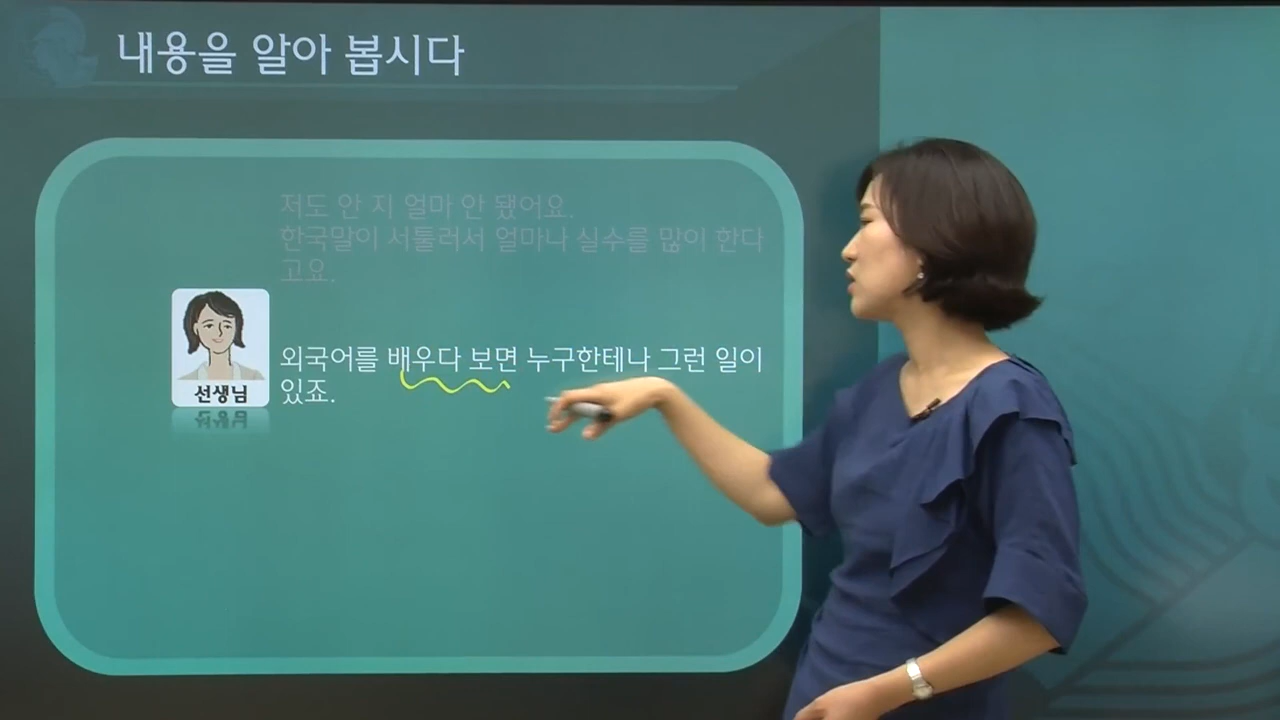 내용을 알아 봅시다
저도 안 지 얼마 안 됐어요.
한국말이 서툴러서 얼마나 실수를 많이 한다
고요.
외국어를 배우다 보면 누구한테나 그런 일이
있죠.
선생님